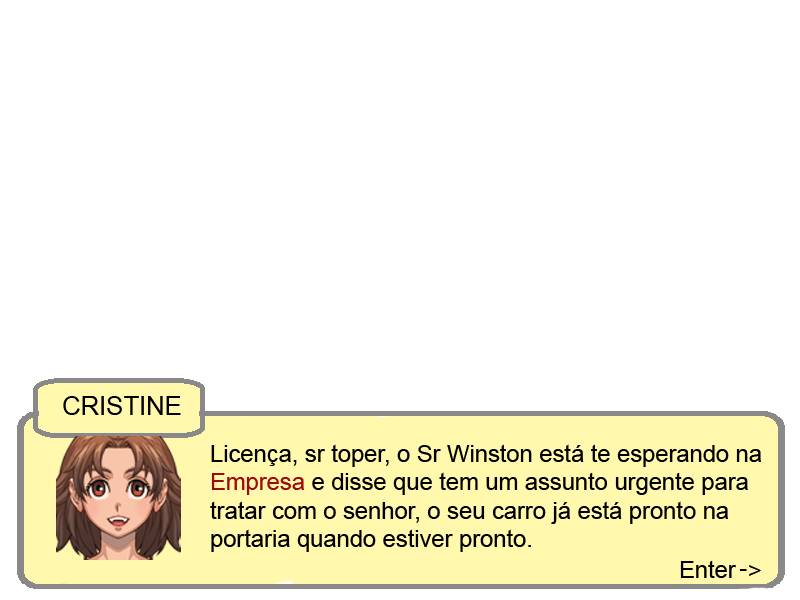 CRISTINE
Licença, sr toper, o Sr Winston está te esperando na
Empresa e disse que tem um assunto urgente para
tratar com o senhor, o seu carro já está pronto na
portaria quando estiver pronto.
Enter ->